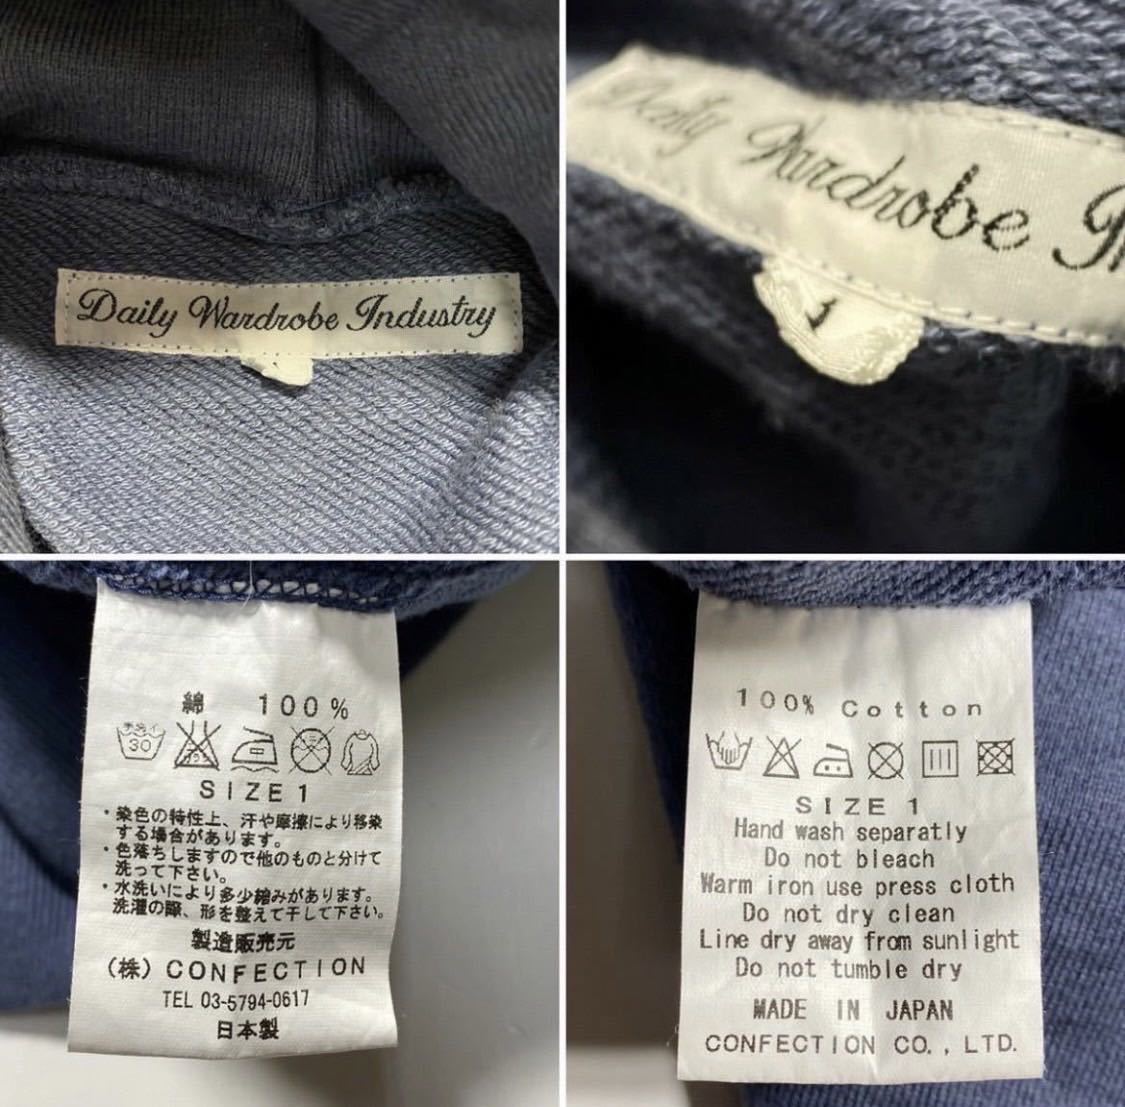 Daily Wardrobe Industry
1
Daily Wardrobe
1
綿 100%
手洗イ
30
SIZE 1
・染色の特性上、汗や摩擦により移染
する場合があります。
・色落ちしますので他のものと分けて
洗って下さい。
・水洗いにより多少縮みがあります。
洗濯の際、形を整えて干して下さい。
製造販売元
(株) CONFECTION
TEL 03-5794-0617
日本製
100% Cotton
SIZE 1
Hand wash separatly
Do not bleach
Warm iron use press cloth
Do not dry clean
Line dry away from sunlight
Do not tumble dry
MADE IN JAPAN
CONFECTION CO., LTD.